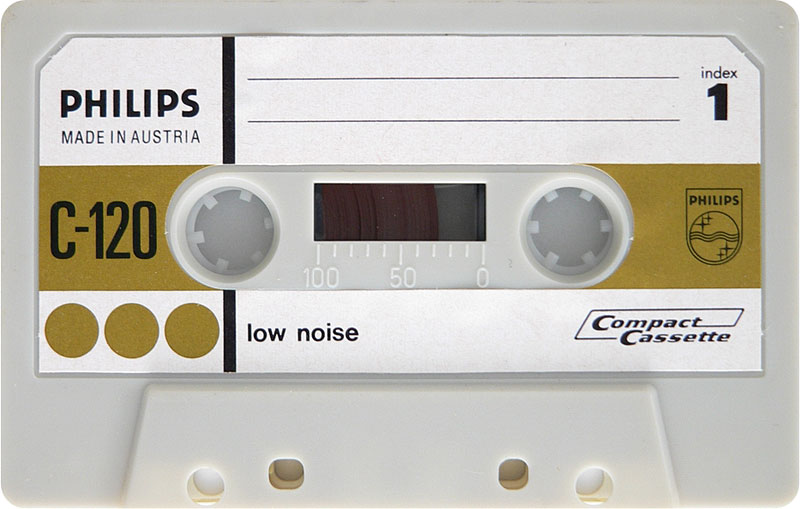 PHILIPS
MADE IN AUSTRIA
index
1
C-120
PHILIPS
100 50 0
low noise
Compact
Cassette